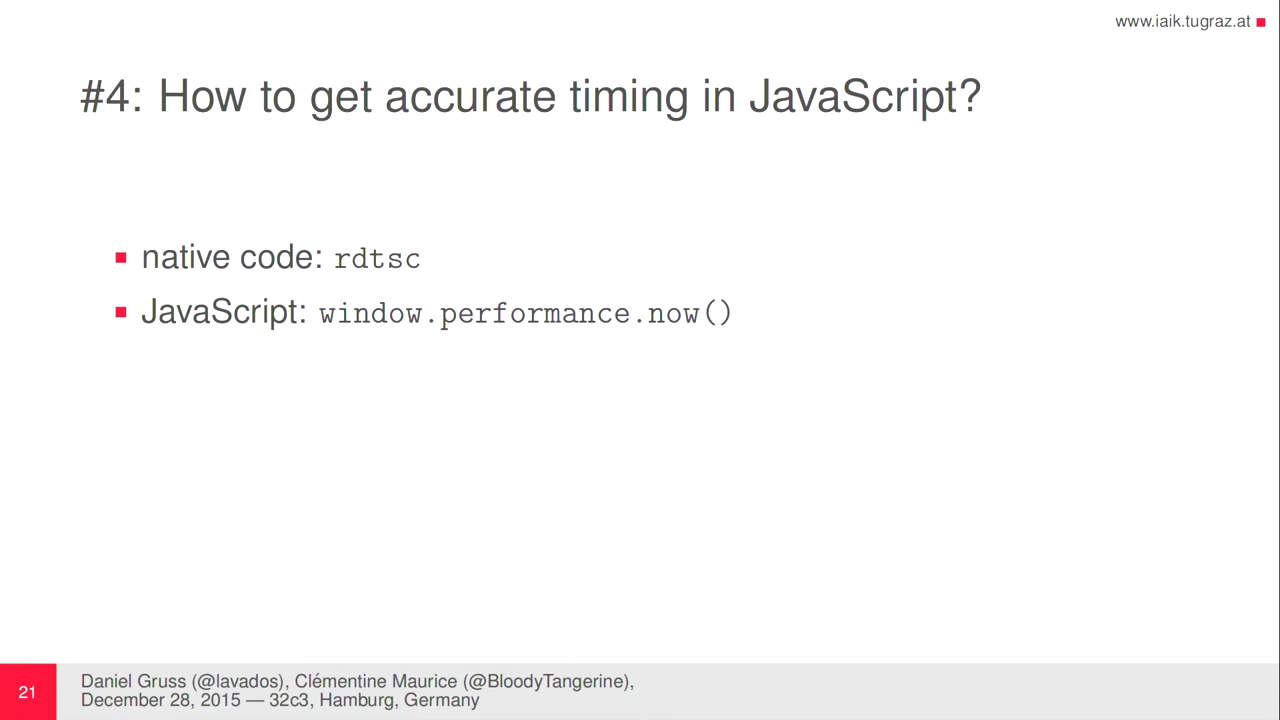 www.iaik.tugraz.at
#4: How to get accurate timing in JavaScript?
native code: rdtsc
JavaScript: window.performance.now()
21
Daniel Gruss (@lavados), Clémentine Maurice (@BloodyTangerine),
December 28, 2015 — 32c3, Hamburg, Germany